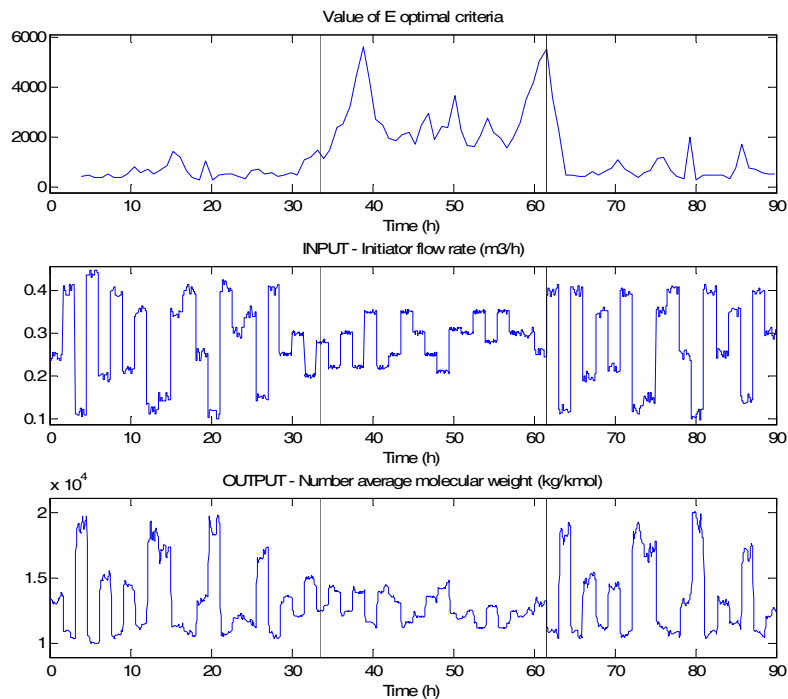 Value of E optimal criteria
6000
4000
2000
0
0 10 20 30 40 50 60 70 80 90
Time (h)
INPUT - Initiator flow rate (m3/h)
0.4
0.3
0.2
0.1
0 10 20 30 40 50 60 70 80 90
Time (h)
x 10^4
OUTPUT - Number average molecular weight (kg/kmol)
2
1.5
1
0 10 20 30 40 50 60 70 80 90
Time (h)